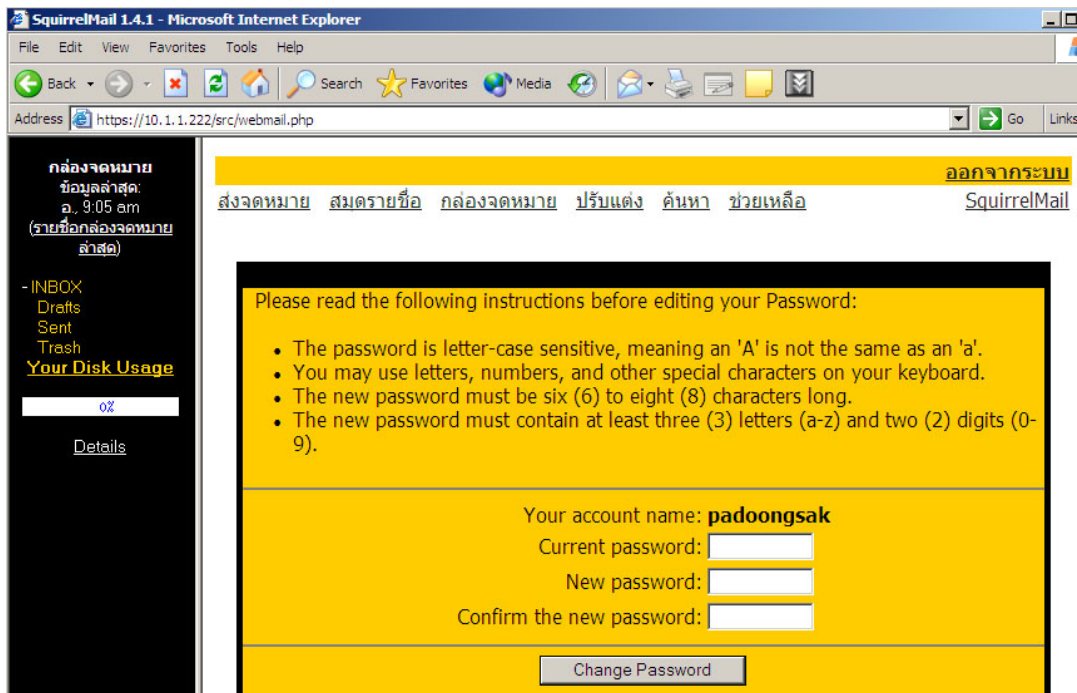 SquirrelMail 1.4.1 - Microsoft Internet Explorer
File Edit View Favorites Tools Help
Back Search Favorites Media
Address https://10.1.1.222/src/webmail.php Go Links
กล่องจดหมาย
ข้อมูลล่าสุด:
อ., 9:05 am
(รายชื่อกล่องจดหมาย
ล่าสุด)
- INBOX
Drafts
Sent
Trash
Your Disk Usage
0%
Details
ออกจากระบบ
ส่งจดหมาย สมุดรายชื่อ กล่องจดหมาย ปรับแต่ง ค้นหา ช่วยเหลือ SquirrelMail
Please read the following instructions before editing your Password:
• The password is letter-case sensitive, meaning an 'A' is not the same as an 'a'.
• You may use letters, numbers, and other special characters on your keyboard.
• The new password must be six (6) to eight (8) characters long.
• The new password must contain at least three (3) letters (a-z) and two (2) digits (0-
9).
Your account name: padoongsak
Current password:
New password:
Confirm the new password:
Change Password